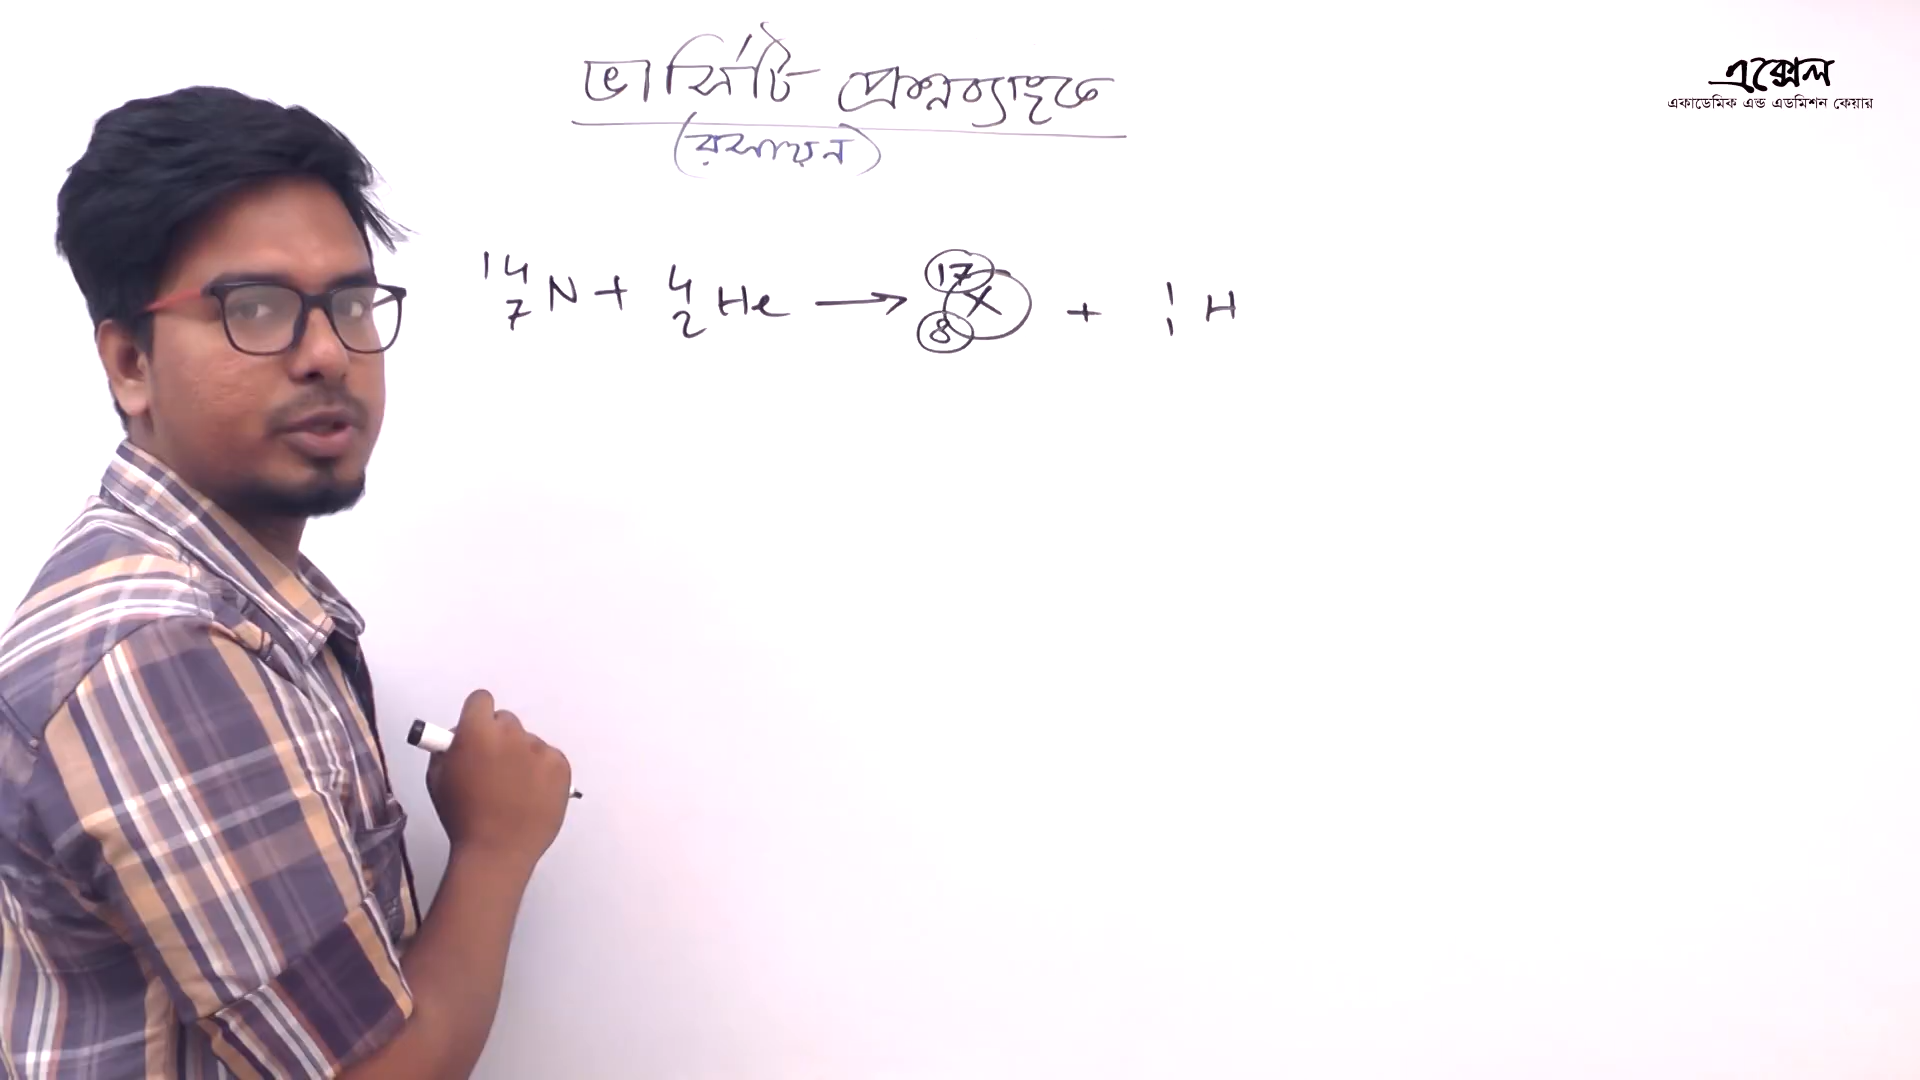 ভার্সিটি প্রশ্নব্যাংক
(রসায়ন)
এক্সেল
একাডেমিক এন্ড এডমিশন কেয়ার
¹⁴₇N + ⁴₂He → ¹⁷₈X + ¹₁H